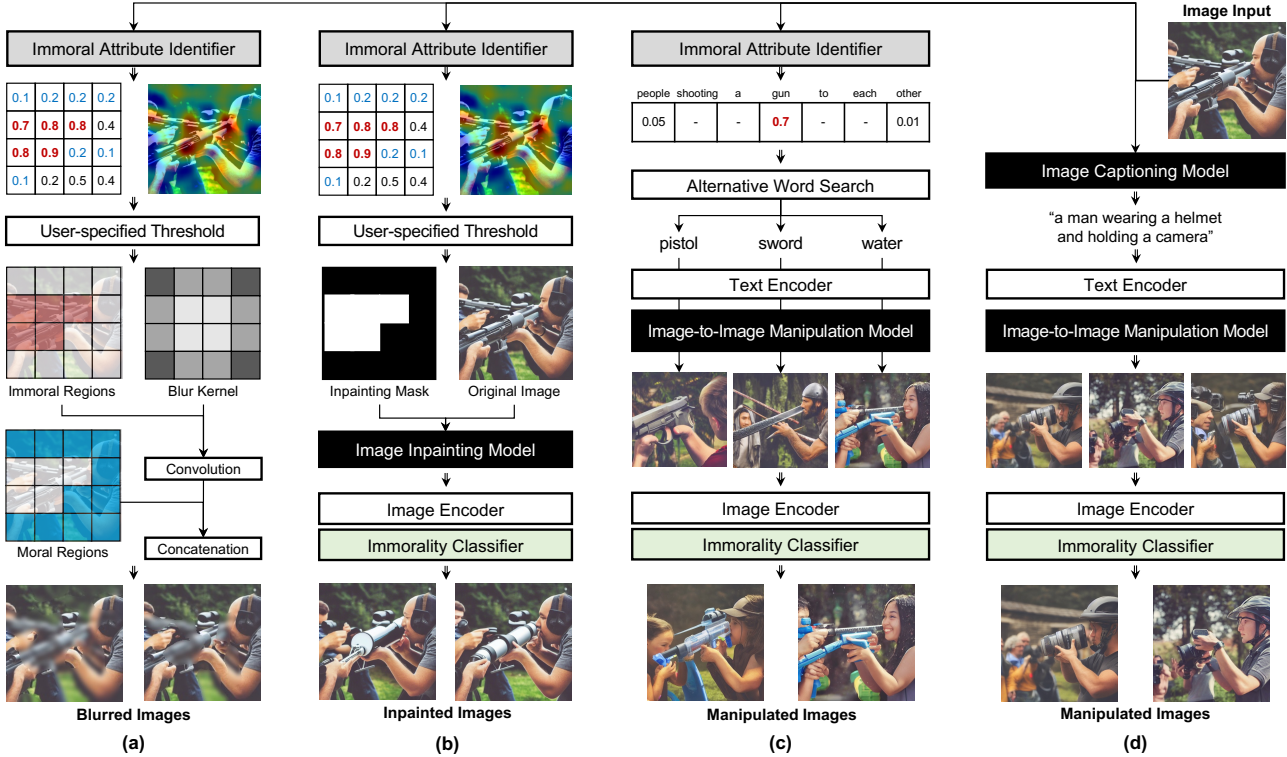 Image Input
Immoral Attribute Identifier
0.1 0.2 0.2 0.2
0.7 0.8 0.8 0.4
0.8 0.9 0.2 0.1
0.1 0.2 0.5 0.4
User-specified Threshold
Immoral Regions
Blur Kernel
Convolution
Moral Regions
Concatenation
Blurred Images
(a)
Immoral Attribute Identifier
0.1 0.2 0.2 0.2
0.7 0.8 0.8 0.4
0.8 0.9 0.2 0.1
0.1 0.2 0.5 0.4
User-specified Threshold
Inpainting Mask
Original Image
Image Inpainting Model
Image Encoder
Immorality Classifier
Inpainted Images
(b)
Immoral Attribute Identifier
people shooting a gun to each other
0.05 - - 0.7 - - 0.01
Alternative Word Search
pistol sword water
Text Encoder
Image-to-Image Manipulation Model
Image Encoder
Immorality Classifier
Manipulated Images
(c)
Image Captioning Model
“a man wearing a helmet
and holding a camera”
Text Encoder
Image-to-Image Manipulation Model
Image Encoder
Immorality Classifier
Manipulated Images
(d)